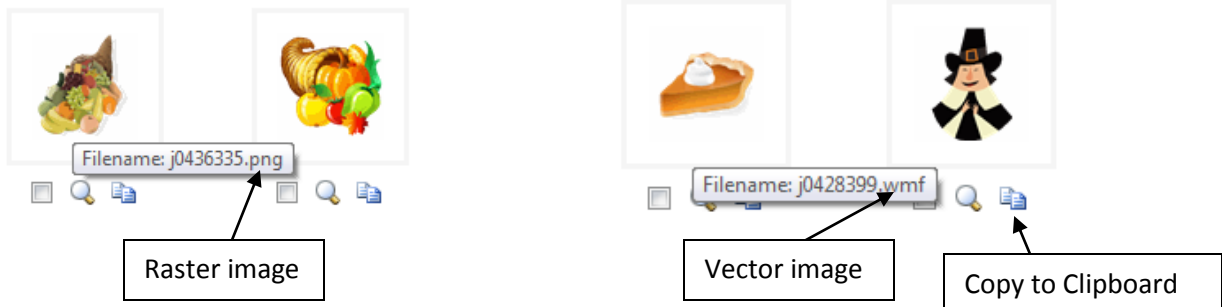 Filename: j0436335.png
Filename: j0428399.wmf
Raster image
Vector image
Copy to Clipboard